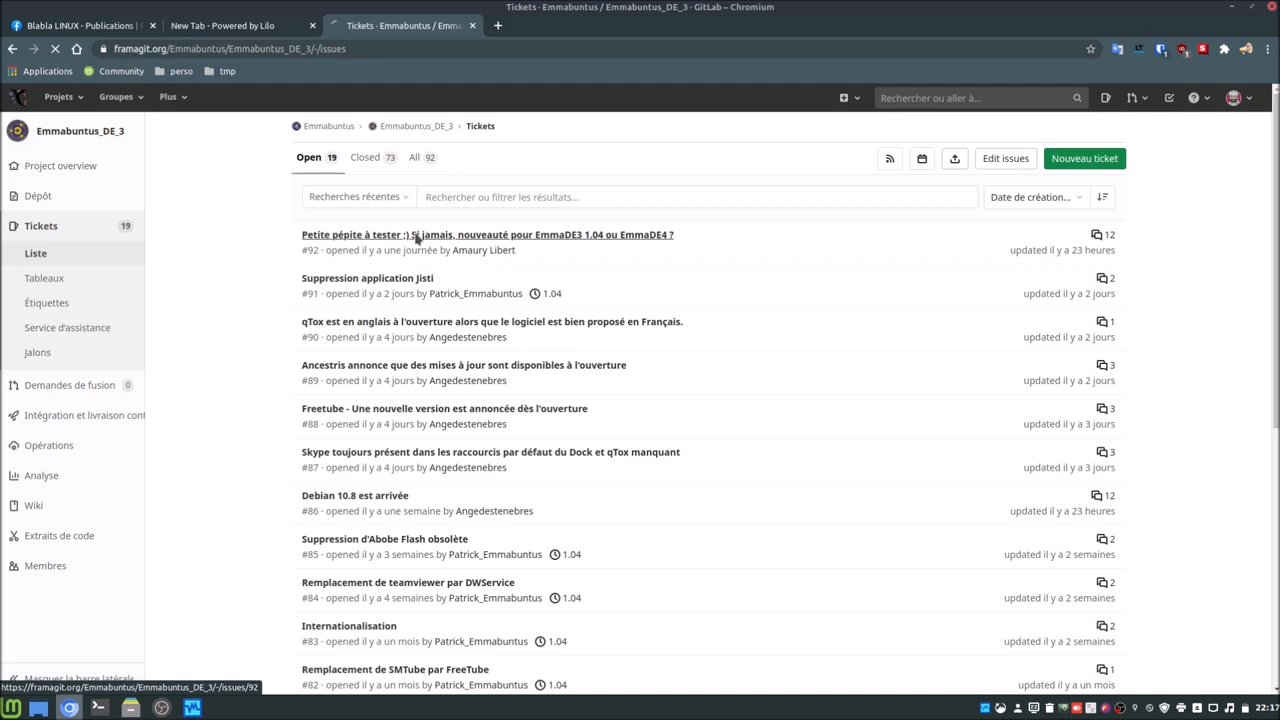 Tickets · Emmabuntus / Emmabuntus_DE_3 · GitLab – Chromium
Blabla LINUX - Publications |
New Tab - Powered by Lilo
Tickets · Emmabuntus / Emma
framagit.org/Emmabuntus/Emmabuntus_DE_3/-/issues
Applications
Community
perso
tmp
Projets
Groupes
Plus
Rechercher ou aller à...
Emmabuntus_DE_3
Project overview
Dépôt
Tickets 19
Liste
Tableaux
Étiquettes
Service d’assistance
Jalons
Demandes de fusion 0
Intégration et livraison cont
Opérations
Analyse
Wiki
Extraits de code
Membres
Masquer la barre latérale
Emmabuntus › Emmabuntus_DE_3 › Tickets
Open 19 Closed 73 All 92
Edit issues
Nouveau ticket
Recherches récentes
Rechercher ou filtrer les résultats...
Date de création...
Petite pépite à tester ;) Si jamais, nouveauté pour EmmaDE3 1.04 ou EmmaDE4 ? 12
#92 · opened il y a une journée by Amaury Libert updated il y a 23 heures
Suppression application Jisti 2
#91 · opened il y a 2 jours by Patrick_Emmabuntus 1.04 updated il y a 2 jours
qTox est en anglais à l'ouverture alors que le logiciel est bien proposé en Français. 1
#90 · opened il y a 4 jours by Angedestenebres updated il y a 2 jours
Ancestris annonce que des mises à jour sont disponibles à l'ouverture 3
#89 · opened il y a 4 jours by Angedestenebres updated il y a 2 jours
Freetube - Une nouvelle version est annoncée dès l'ouverture 3
#88 · opened il y a 4 jours by Angedestenebres updated il y a 3 jours
Skype toujours présent dans les raccourcis par défaut du Dock et qTox manquant 3
#87 · opened il y a 4 jours by Angedestenebres updated il y a 3 jours
Debian 10.8 est arrivée 12
#86 · opened il y a une semaine by Angedestenebres updated il y a 23 heures
Suppression d'Abobe Flash obsolète 2
#85 · opened il y a 3 semaines by Patrick_Emmabuntus 1.04 updated il y a 2 semaines
Remplacement de teamviewer par DWService 2
#84 · opened il y a 4 semaines by Patrick_Emmabuntus 1.04 updated il y a 2 semaines
Internationalisation 2
#83 · opened il y a un mois by Patrick_Emmabuntus 1.04 updated il y a 2 semaines
Remplacement de SMTube par FreeTube 1
#82 · opened il y a un mois by Patrick_Emmabuntus 1.04 updated il y a un mois
https://framagit.org/Emmabuntus/Emmabuntus_DE_3/-/issues/92
22:17